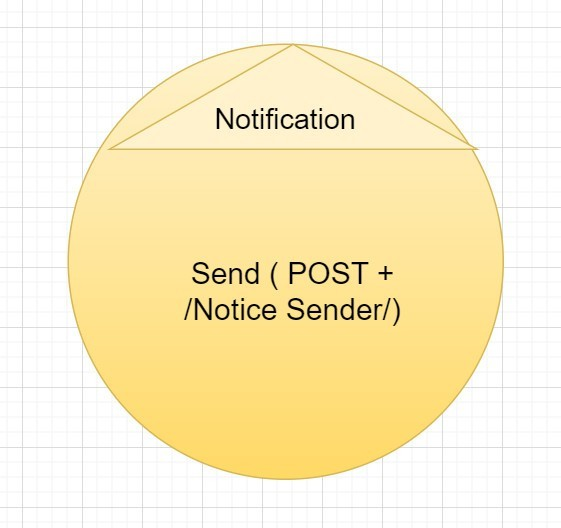 Notification
Send ( POST +
/Notice Sender/)